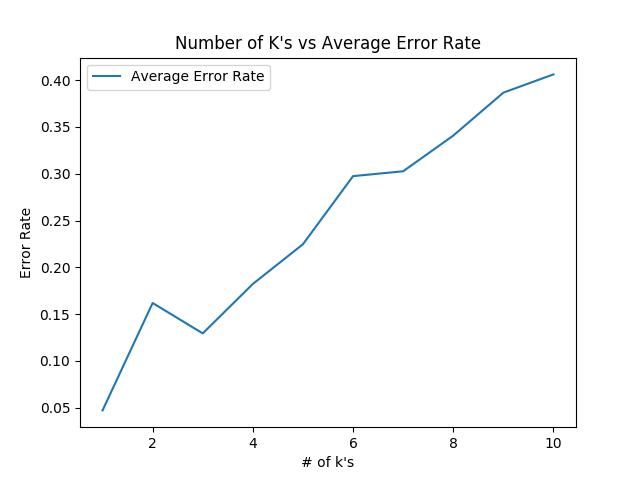 Number of K's vs Average Error Rate
Average Error Rate
0.40
0.35
0.30
0.25
0.20
0.15
0.10
0.05
Error Rate
2 4 6 8 10
# of k's